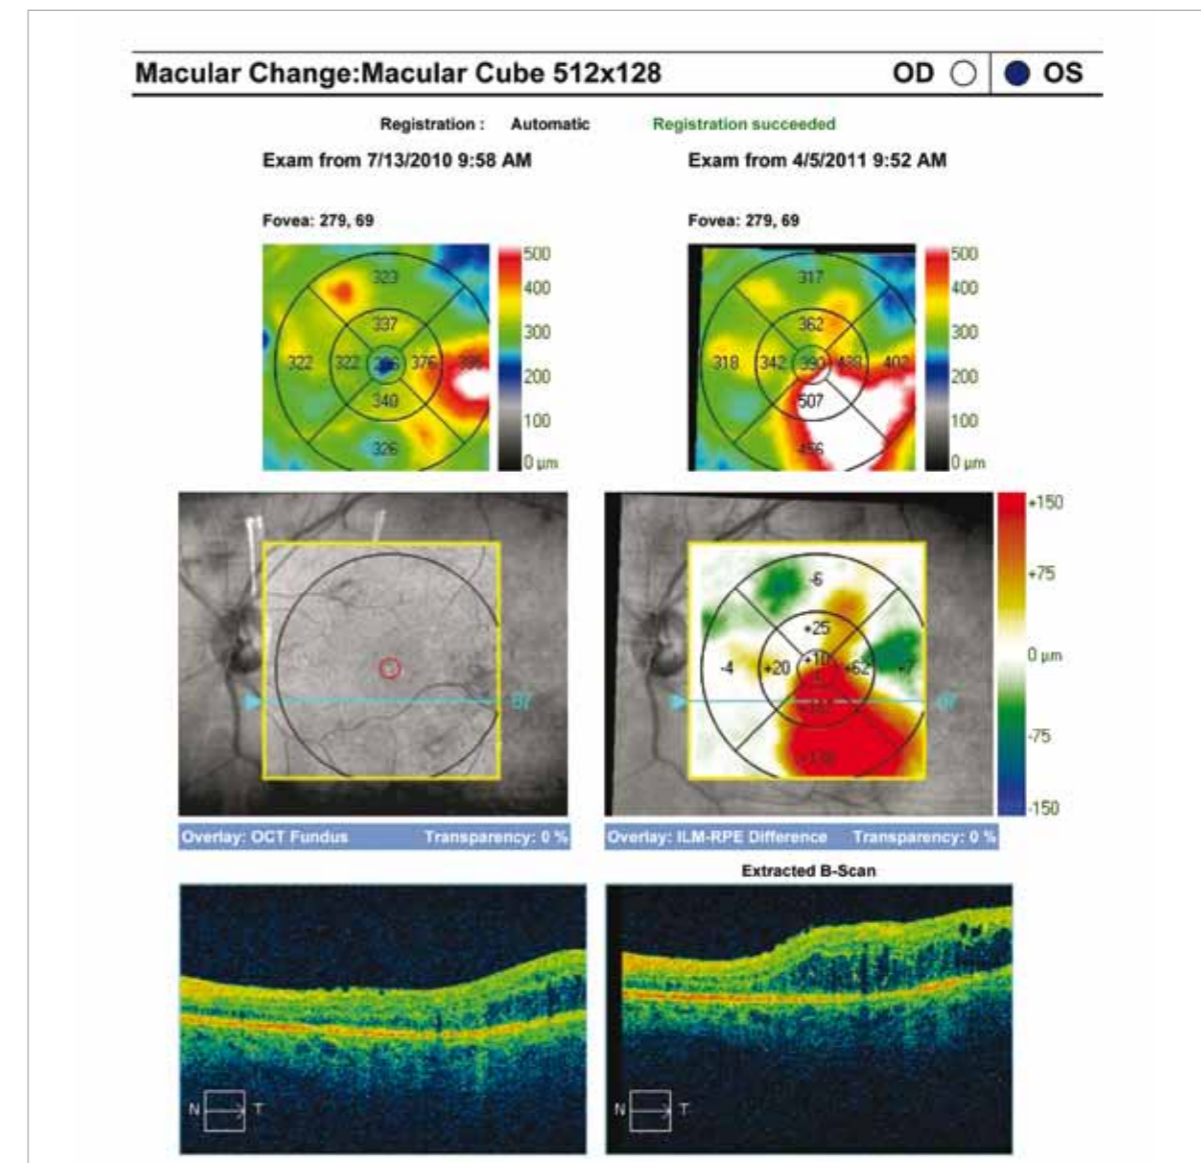 Macular Change:Macular Cube 512x128 OD OS
Registration : Automatic Registration succeeded
Exam from 7/13/2010 9:58 AM Exam from 4/5/2011 9:52 AM
Fovea: 279, 69 Fovea: 279, 69
500 500
323 317
400 400
337 362
300 300
322 322 376 318 342 390 402
200 200
340 507
100 100
326 456
0 µm 0 µm
+150
-6 +75
+25
0 µm
-4 +20 +62 -7
-75
-150
Overlay: OCT Fundus Transparency: 0 % Overlay: ILM-RPE Difference Transparency: 0 %
Extracted B-Scan
N T N T